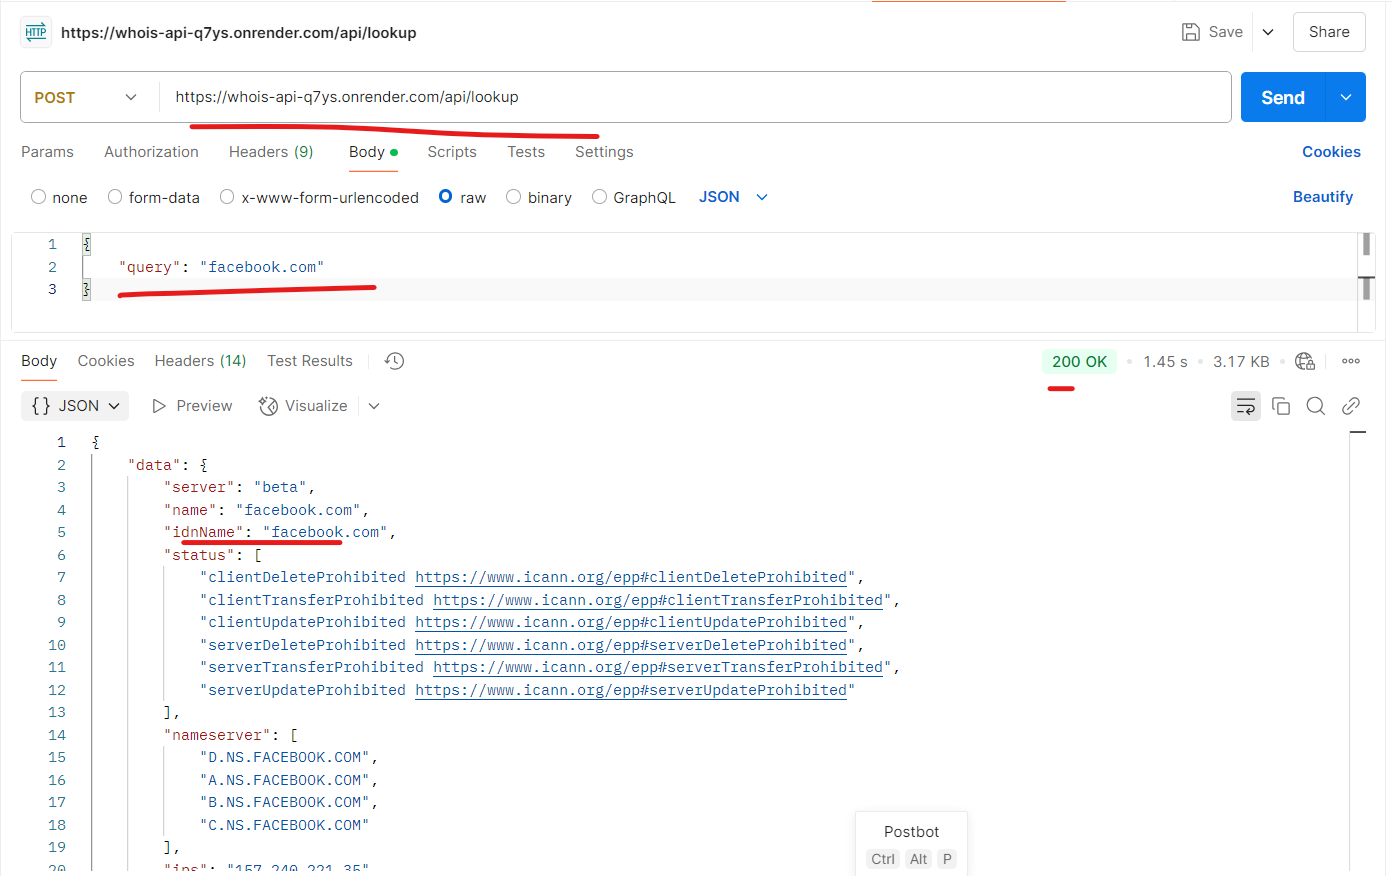 HTTP https://whois-api-q7ys.onrender.com/api/lookup Save Share
POST https://whois-api-q7ys.onrender.com/api/lookup Send
Params Authorization Headers (9) Body Scripts Tests Settings Cookies
none form-data x-www-form-urlencoded raw binary GraphQL JSON Beautify
1 {
2 "query": "facebook.com"
3 }
Body Cookies Headers (14) Test Results 200 OK 1.45 s 3.17 KB
{} JSON Preview Visualize
1 {
2 "data": {
3 "server": "beta",
4 "name": "facebook.com",
5 "idnName": "facebook.com",
6 "status": [
7 "clientDeleteProhibited https://www.icann.org/epp#clientDeleteProhibited",
8 "clientTransferProhibited https://www.icann.org/epp#clientTransferProhibited",
9 "clientUpdateProhibited https://www.icann.org/epp#clientUpdateProhibited",
10 "serverDeleteProhibited https://www.icann.org/epp#serverDeleteProhibited",
11 "serverTransferProhibited https://www.icann.org/epp#serverTransferProhibited",
12 "serverUpdateProhibited https://www.icann.org/epp#serverUpdateProhibited"
13 ],
14 "nameserver": [
15 "D.NS.FACEBOOK.COM",
16 "A.NS.FACEBOOK.COM",
17 "B.NS.FACEBOOK.COM",
18 "C.NS.FACEBOOK.COM"
19 ],
20 "ips": "157.240.221.35"
Postbot
Ctrl Alt P